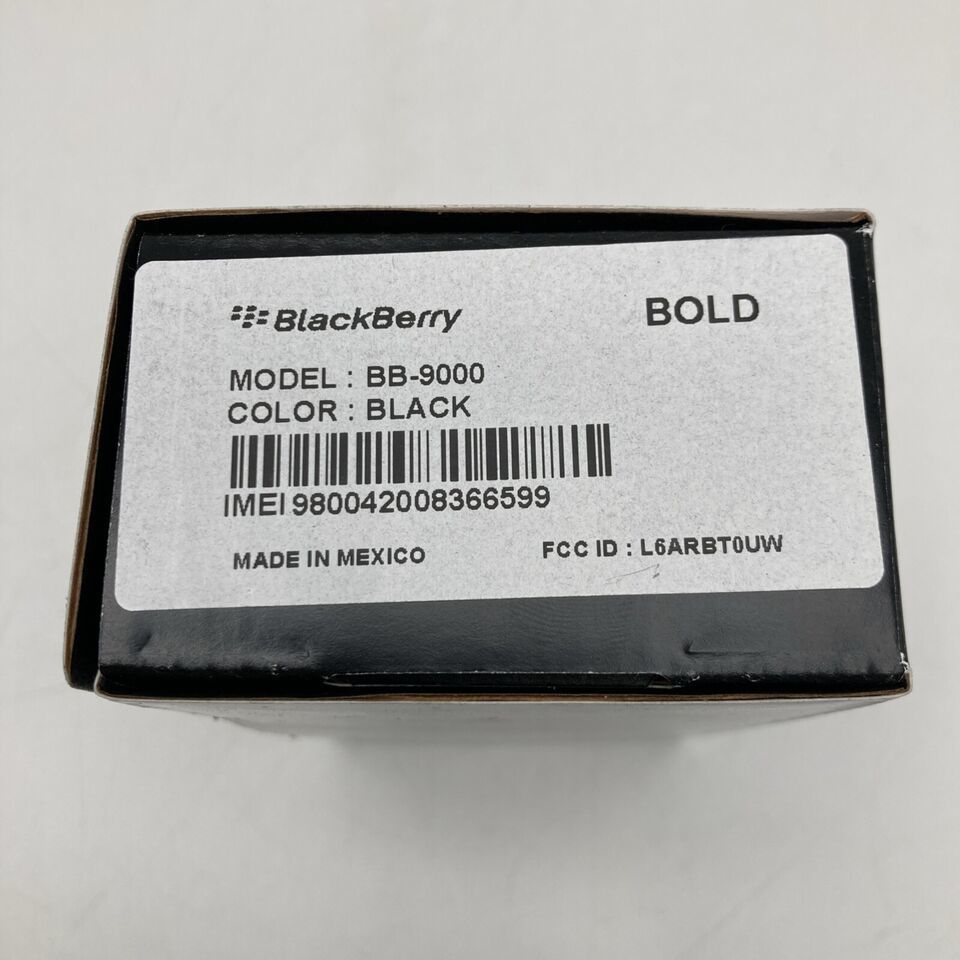 BlackBerry BOLD
MODEL : BB-9000
COLOR : BLACK
IMEI 980042008366599
MADE IN MEXICO FCC ID : L6ARBT0UW